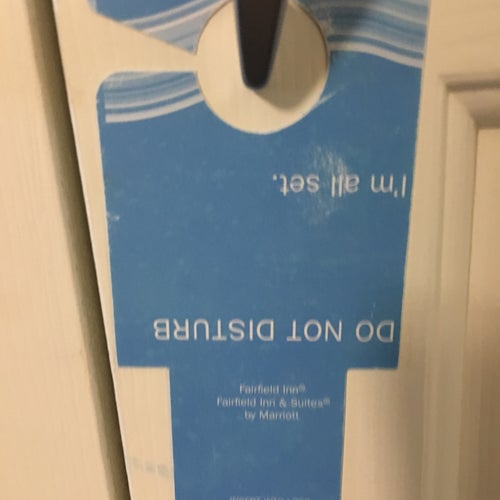 I'm all set.
DO NOT DISTURB
Fairfield Inn®
Fairfield Inn & Suites®
by Marriott